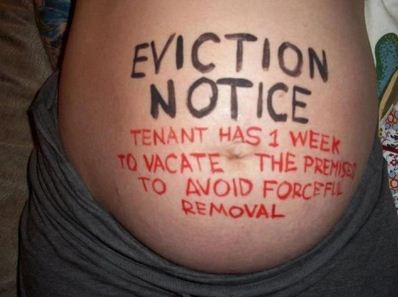 EVICTION
NOTICE
TENANT HAS 1 WEEK
TO VACATE THE PREMISES
TO AVOID FORCEFUL
REMOVAL